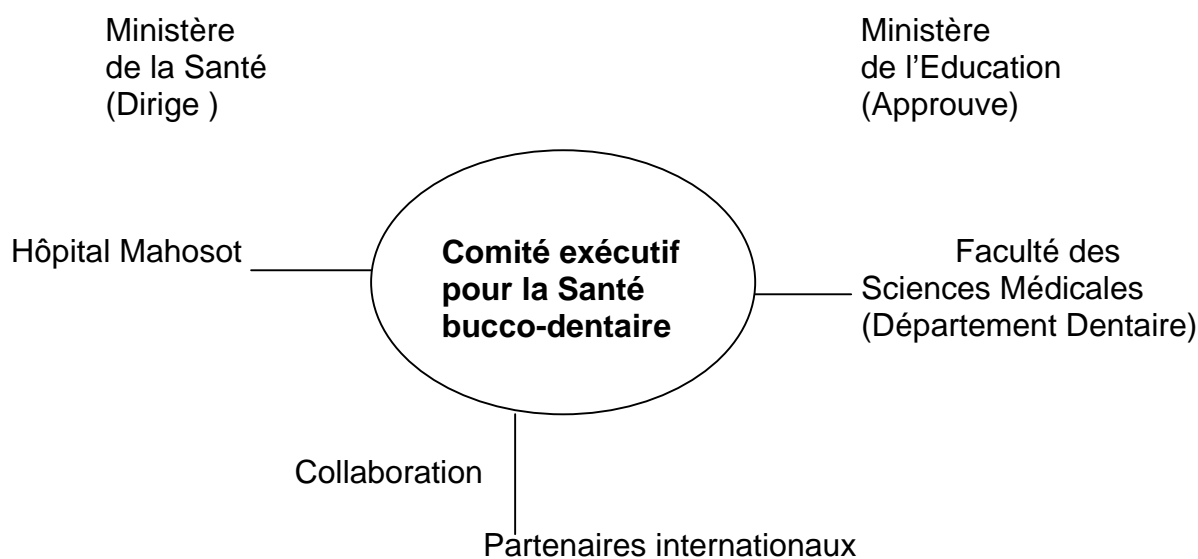 Ministère
de la Santé
(Dirige )
Ministère
de l'Education
(Approuve)
Hôpital Mahosot
Comité exécutif
pour la Santé
bucco-dentaire
Faculté des
Sciences Médicales
(Département Dentaire)
Collaboration
Partenaires internationaux